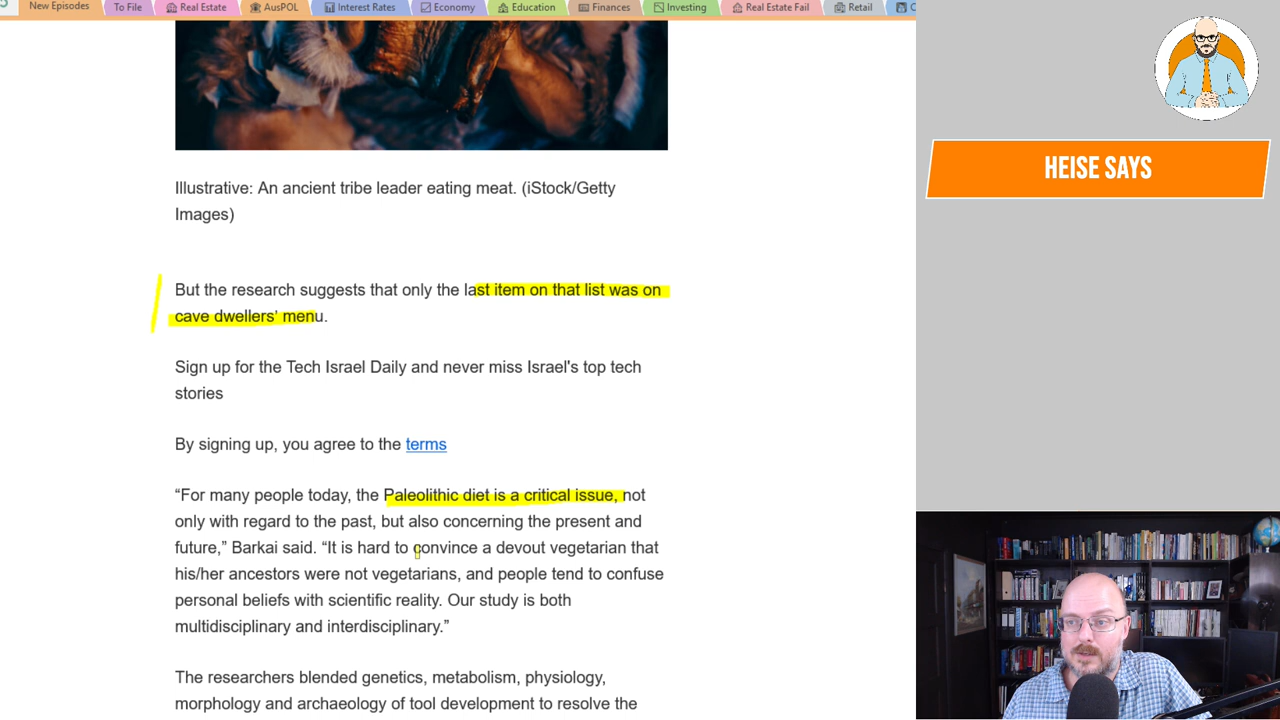 New Episodes
To File
Real Estate
AusPOL
Interest Rates
Economy
Education
Finances
Investing
Real Estate Fail
Retail
HEISE SAYS
Illustrative: An ancient tribe leader eating meat. (iStock/Getty
Images)
But the research suggests that only the last item on that list was on
cave dwellers’ menu.
Sign up for the Tech Israel Daily and never miss Israel's top tech
stories
By signing up, you agree to the terms
“For many people today, the Paleolithic diet is a critical issue, not
only with regard to the past, but also concerning the present and
future,” Barkai said. “It is hard to convince a devout vegetarian that
his/her ancestors were not vegetarians, and people tend to confuse
personal beliefs with scientific reality. Our study is both
multidisciplinary and interdisciplinary.”
The researchers blended genetics, metabolism, physiology,
morphology and archaeology of tool development to resolve the